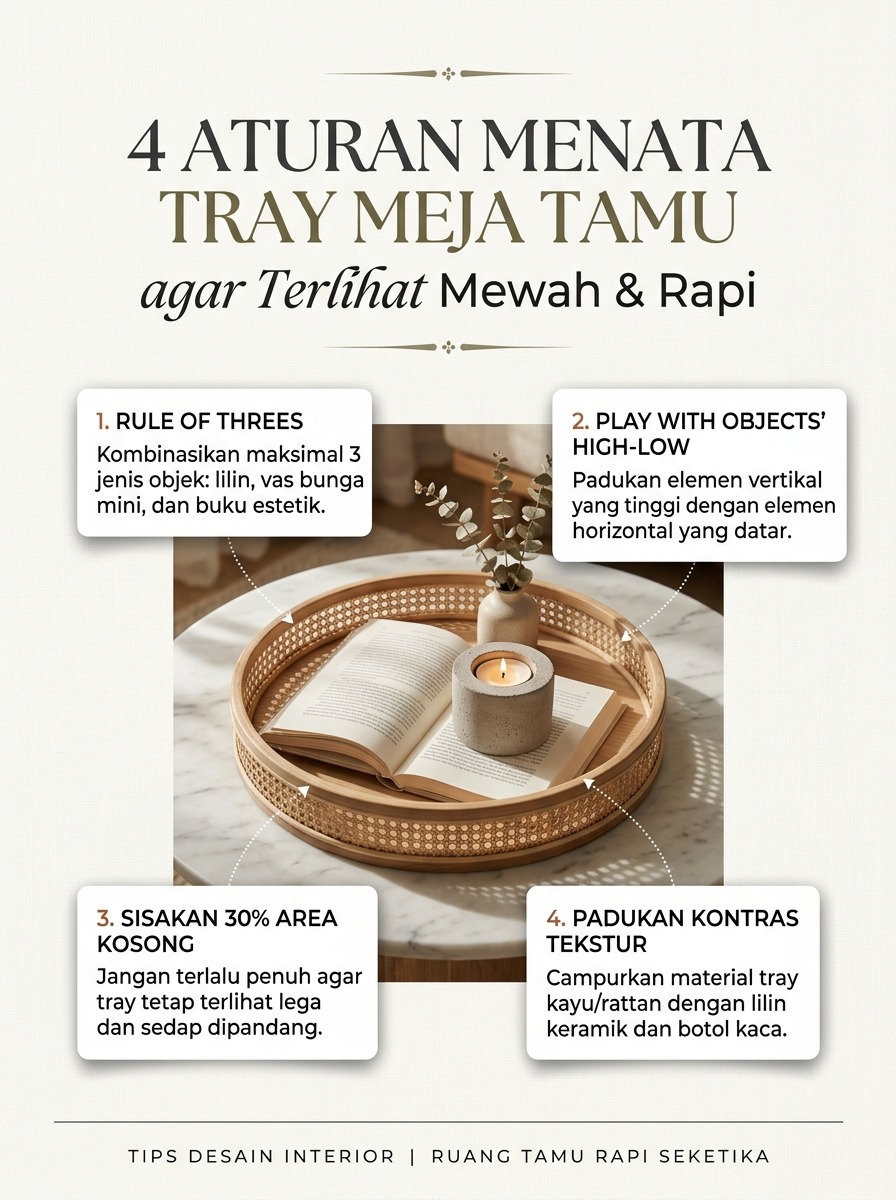 4 ATURAN MENATA
TRAY MEJA TAMU
agar Terlihat Mewah & Rapi
1. RULE OF THREES
Kombinasikan maksimal 3
jenis objek: lilin, vas bunga
mini, dan buku estetik.
2. PLAY WITH OBJECTS’
HIGH-LOW
Padukan elemen vertikal
yang tinggi dengan elemen
horizontal yang datar.
3. SISAKAN 30% AREA
KOSONG
Jangan terlalu penuh agar
tray tetap terlihat lega
dan sedap dipandang.
4. PADUKAN KONTRAS
TEKSTUR
Campurkan material tray
kayu/rattan dengan lilin
keramik dan botol kaca.
TIPS DESAIN INTERIOR | RUANG TAMU RAPI SEKETIKA